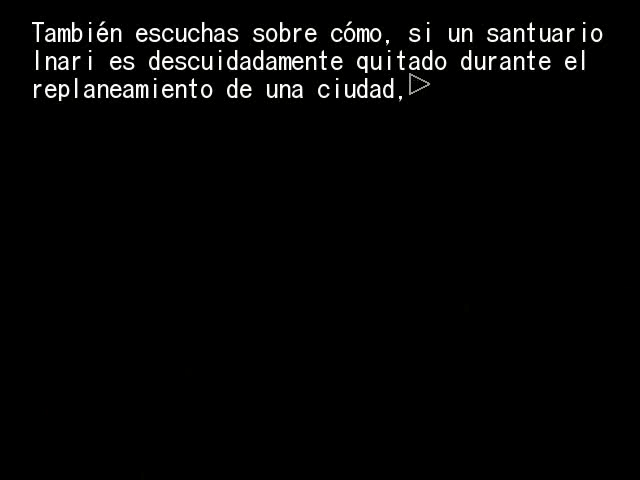 También escuchas sobre cómo, si un santuario
Inari es descuidadamente quitado durante el
replaneamiento de una ciudad,